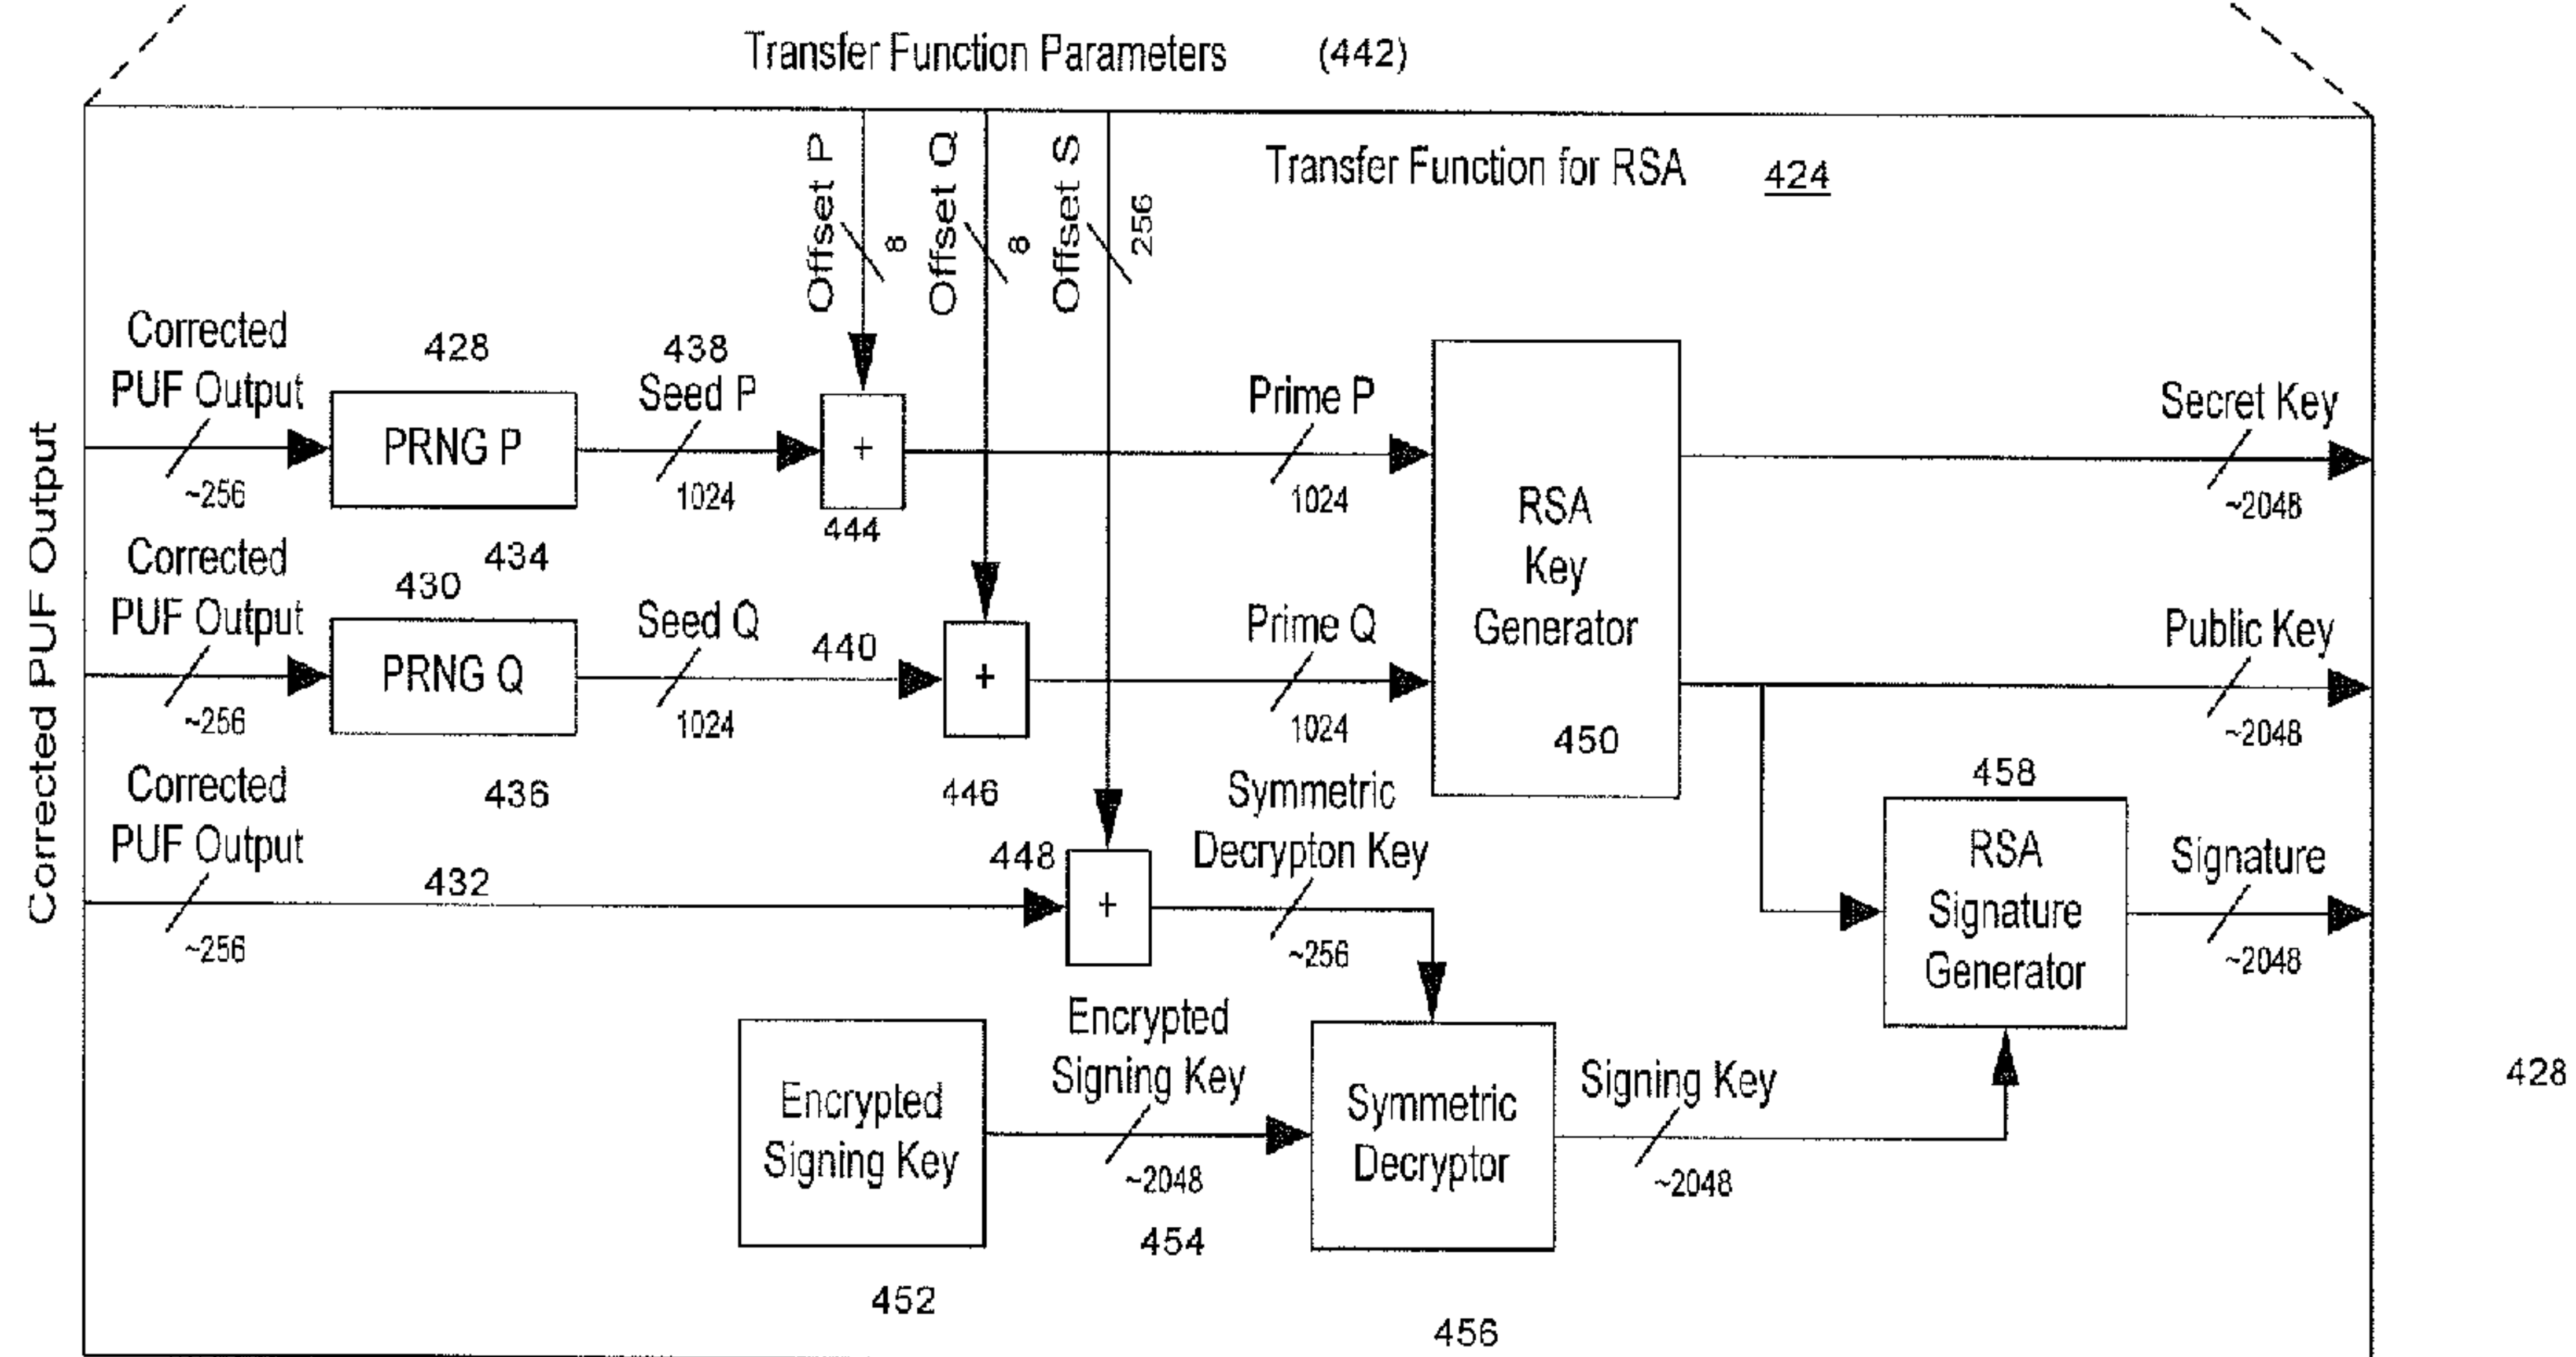 Transfer Function Parameters (442)
Transfer Function for RSA 424
Offset P
8
Offset Q
8
Offset S
256
Corrected PUF Output
Corrected
PUF Output
~256
428
PRNG P
434
438
Seed P
1024
+
444
Prime P
1024
Corrected
PUF Output
~256
430
PRNG Q
436
Seed Q
1024
440
+
446
Prime Q
1024
RSA
Key
Generator
450
Secret Key
~2048
Public Key
~2048
Corrected
PUF Output
~256
432
448
+
Symmetric
Decrypton Key
~256
458
RSA
Signature
Generator
Signature
~2048
Encrypted
Signing Key
452
Encrypted
Signing Key
~2048
454
Symmetric
Decryptor
456
Signing Key
~2048
428